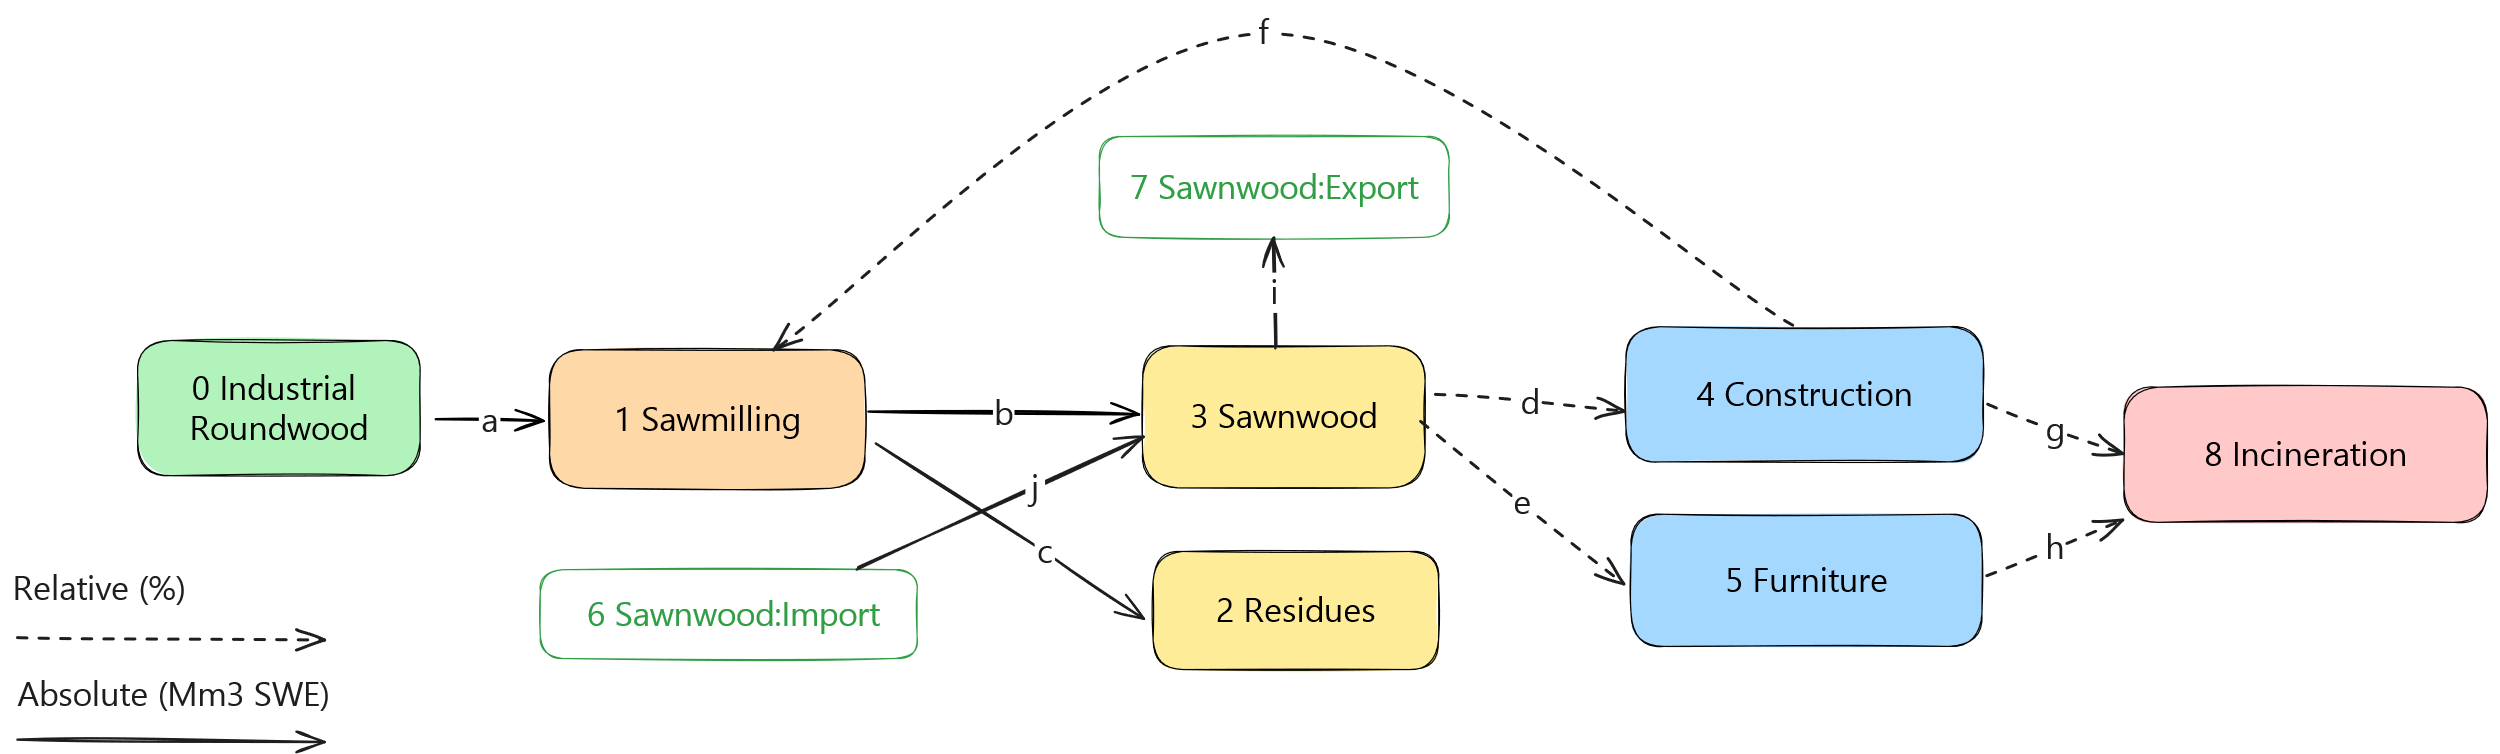 f
7 Sawnwood:Export
i
0 Industrial
Roundwood
a
1 Sawmilling
b
3 Sawnwood
d
4 Construction
g
8 Incineration
j
e
c
h
6 Sawnwood:Import
2 Residues
5 Furniture
Relative (%)
Absolute (Mm3 SWE)